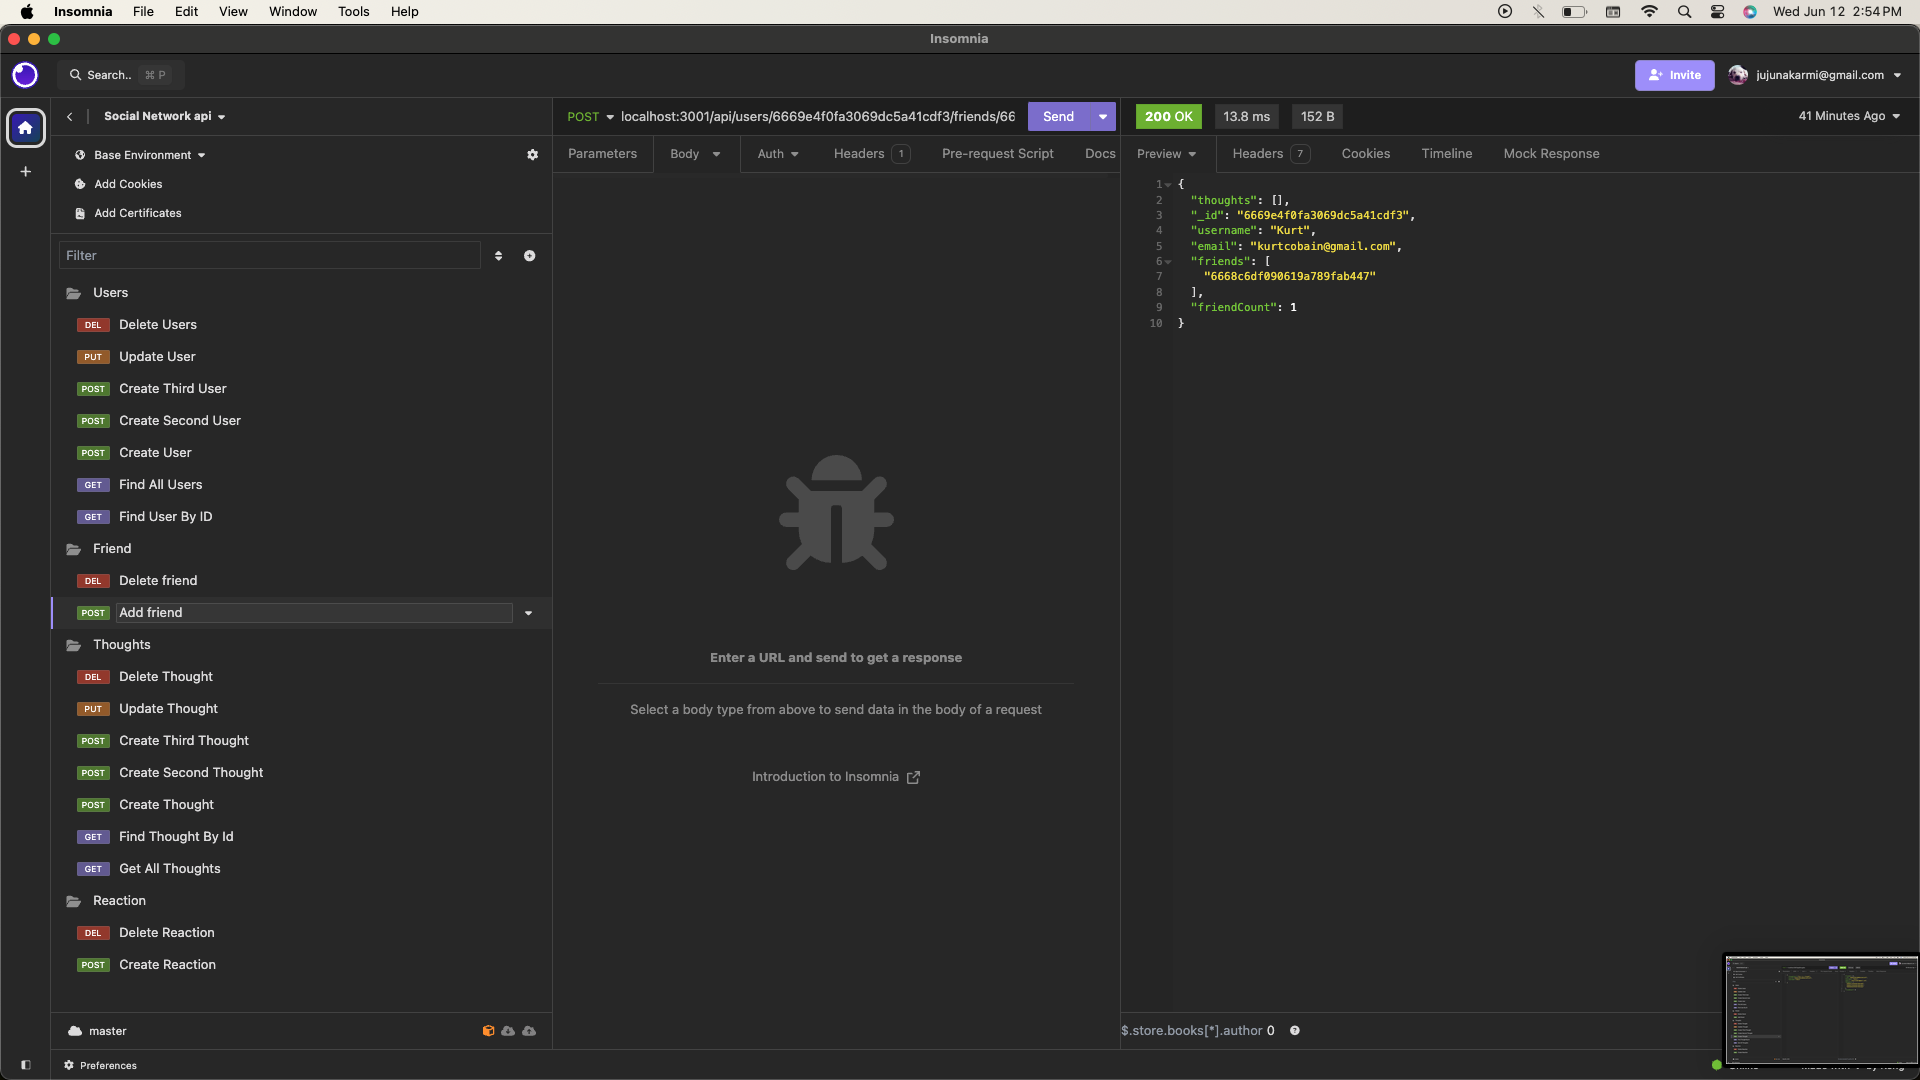 Insomnia File Edit View Window Tools Help Wed Jun 12 2:54 PM
Insomnia
Search.. ⌘ P Invite jujunakarmi@gmail.com
Social Network api
POST localhost:3001/api/users/6669e4f0fa3069dc5a41cdf3/friends/66 Send
200 OK 13.8 ms 152 B 41 Minutes Ago
Base Environment
Add Cookies
Add Certificates
Filter
Users
DEL Delete Users
PUT Update User
POST Create Third User
POST Create Second User
POST Create User
GET Find All Users
GET Find User By ID
Friend
DEL Delete friend
POST Add friend
Thoughts
DEL Delete Thought
PUT Update Thought
POST Create Third Thought
POST Create Second Thought
POST Create Thought
GET Find Thought By Id
GET Get All Thoughts
Reaction
DEL Delete Reaction
POST Create Reaction
master
Preferences
Parameters Body Auth Headers 1 Pre-request Script Docs
Enter a URL and send to get a response
Select a body type from above to send data in the body of a request
Introduction to Insomnia
Preview Headers 7 Cookies Timeline Mock Response
1 {
2 "thoughts": [],
3 "_id": "6669e4f0fa3069dc5a41cdf3",
4 "username": "Kurt",
5 "email": "kurtcobain@gmail.com",
6 "friends": [
7 "6668c6df090619a789fab447"
8 ],
9 "friendCount": 1
10 }
$.store.books[*].author 0